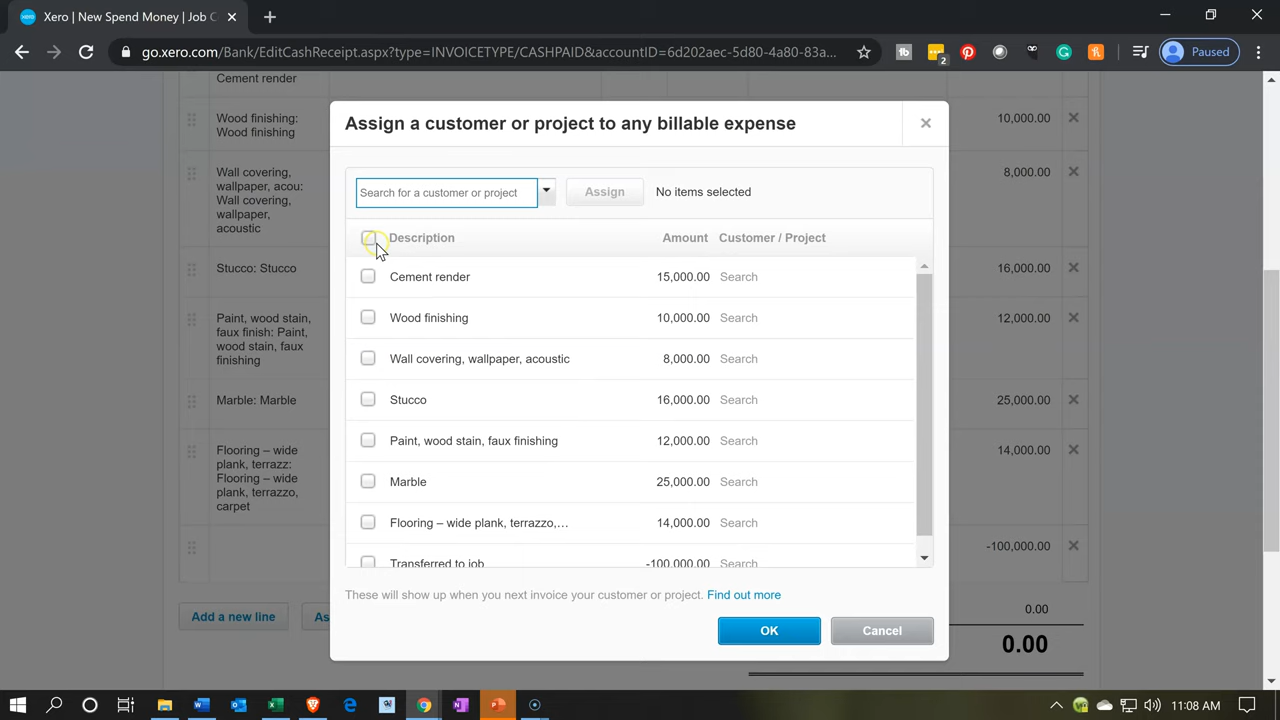 Xero | New Spend Money | Job C
go.xero.com/Bank/EditCashReceipt.aspx?type=INVOICETYPE/CASHPAID&accountID=6d202aec-5d80-4a80-83a...
2
Paused
Cement render
Wood finishing:
Wood finishing
10,000.00
Wall covering,
wallpaper, acou:
Wall covering,
wallpaper,
acoustic
8,000.00
Stucco: Stucco
16,000.00
Paint, wood stain,
faux finish: Paint,
wood stain, faux
finishing
12,000.00
Marble: Marble
25,000.00
Flooring – wide
plank, terrazz:
Flooring – wide
plank, terrazzo,
carpet
14,000.00
-100,000.00
Add a new line
As
0.00
0.00
Assign a customer or project to any billable expense
Search for a customer or project
Assign
No items selected
Description Amount Customer / Project
Cement render 15,000.00 Search
Wood finishing 10,000.00 Search
Wall covering, wallpaper, acoustic 8,000.00 Search
Stucco 16,000.00 Search
Paint, wood stain, faux finishing 12,000.00 Search
Marble 25,000.00 Search
Flooring – wide plank, terrazzo,... 14,000.00 Search
Transferred to job -100,000.00 Search
These will show up when you next invoice your customer or project. Find out more
OK
Cancel
11:08 AM